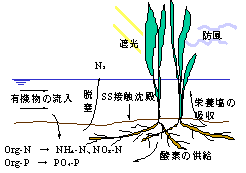 遮光
防風
N₂
有機物の流入
脱窒
SS接触沈殿
栄養塩の
吸収
Org-N → NH₄-N、NO₂-N
Org-P → PO₄-P
酸素の供給